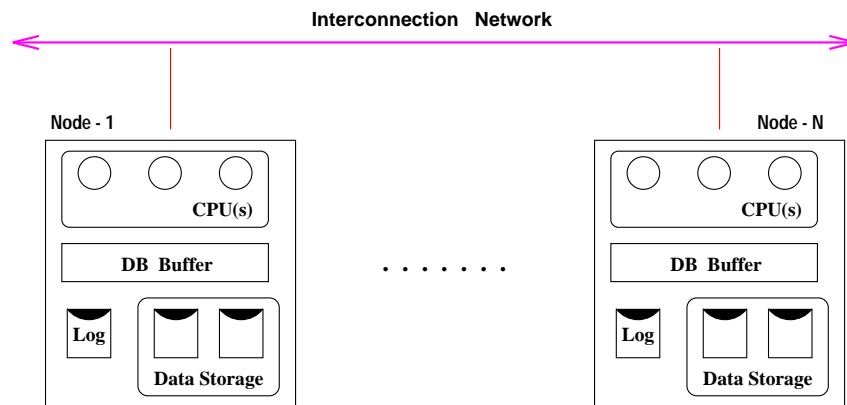 Interconnection Network
Node - 1
CPU(s)
DB Buffer
Log
Data Storage
. . . . . . .
Node - N
CPU(s)
DB Buffer
Log
Data Storage